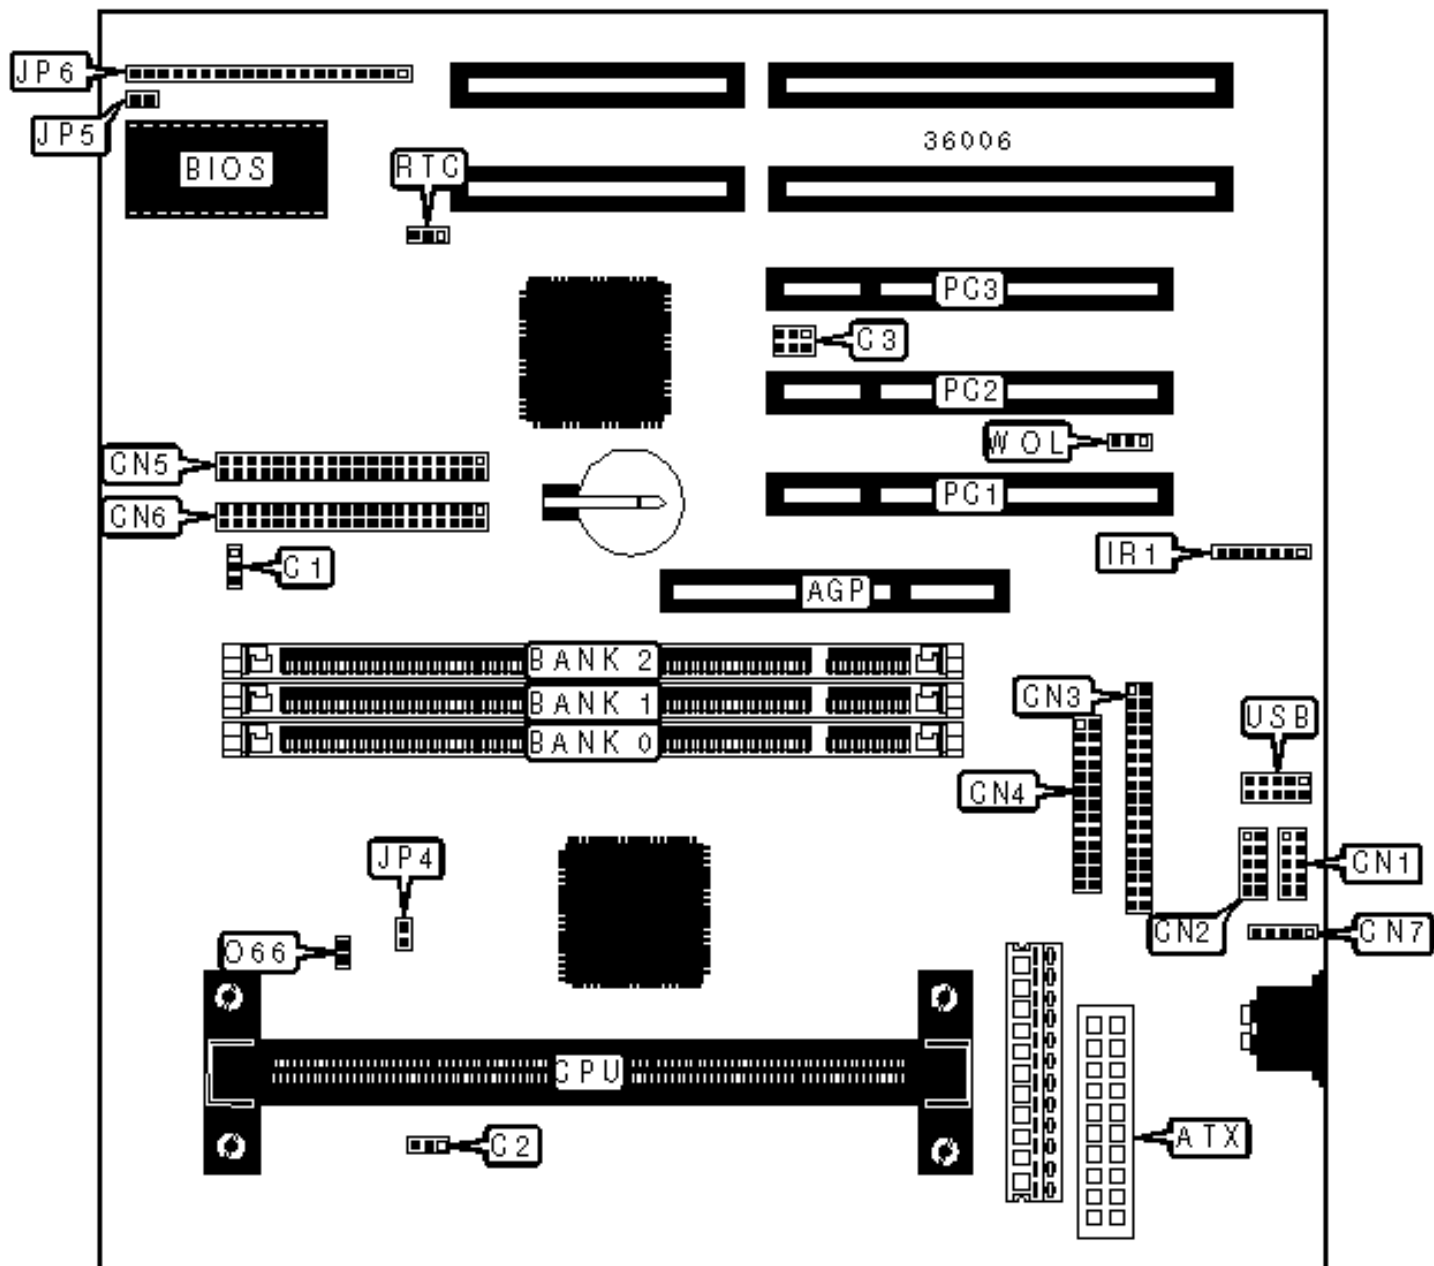 JP6
JP5
BIOS
RTC
36006
PC3
C3
PC2
WOL
CN5
PC1
CN6
IR1
C1
AGP
BANK 2
BANK 1
BANK 0
CN3
USB
CN4
JP4
CN1
CN2
CN7
O66
CPU
C2
ATX